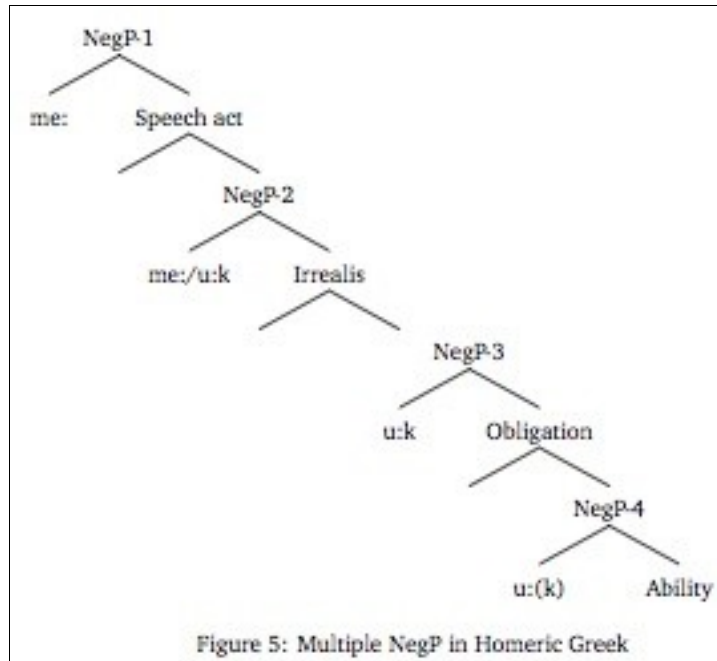 NegP-1
me: Speech act
NegP-2
me:/u:k Irrealis
NegP-3
u:k Obligation
NegP-4
u:(k) Ability
Figure 5: Multiple NegP in Homeric Greek